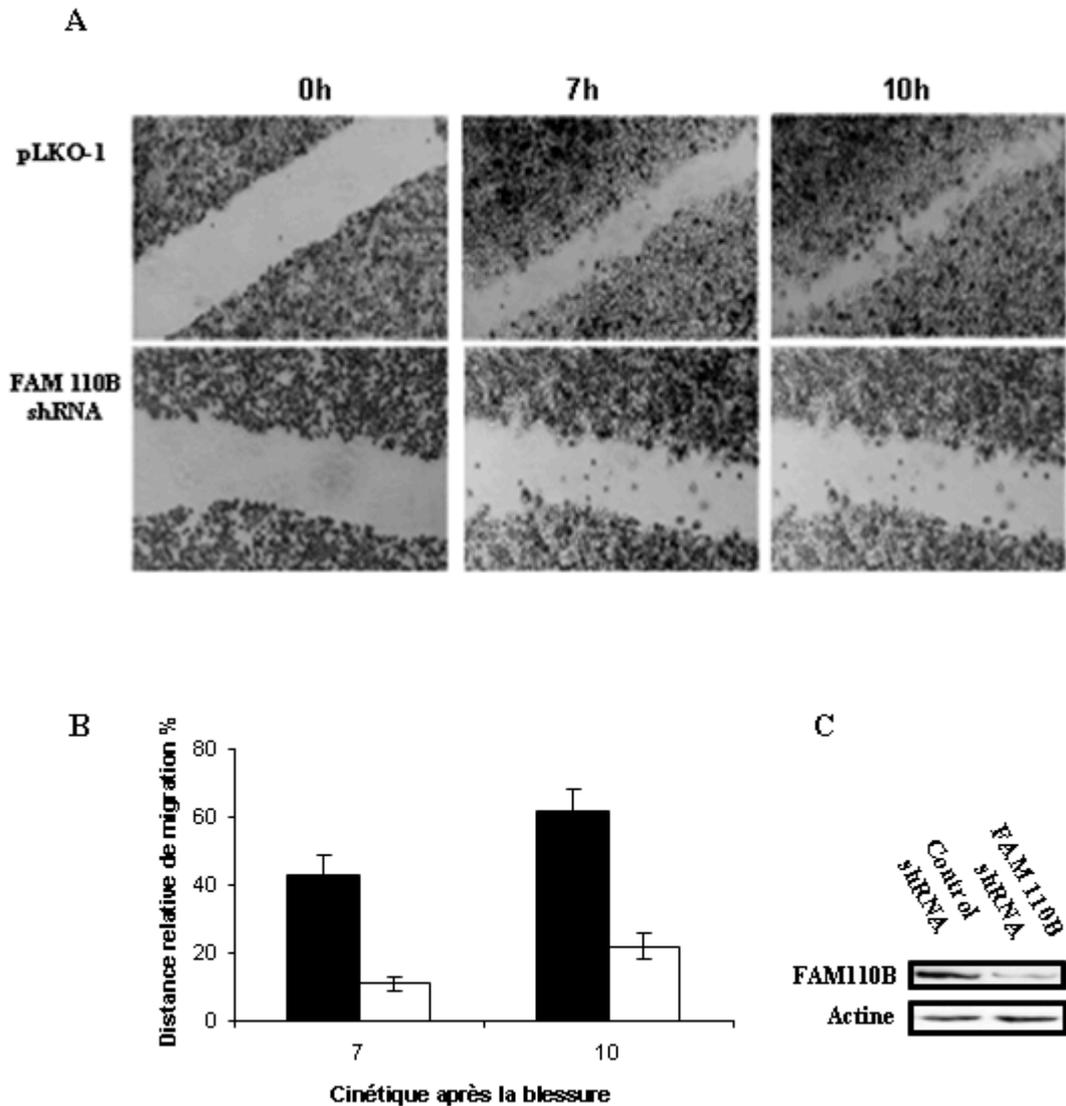 A
0h 7h 10h
pLKO-1
FAM 110B
shRNA
B
Distance relative de migration %
80
60
40
20
0
7 10
Cinétique après la blessure
C
Control
shRNA
FAM 110B
shRNA
FAM110B
Actine